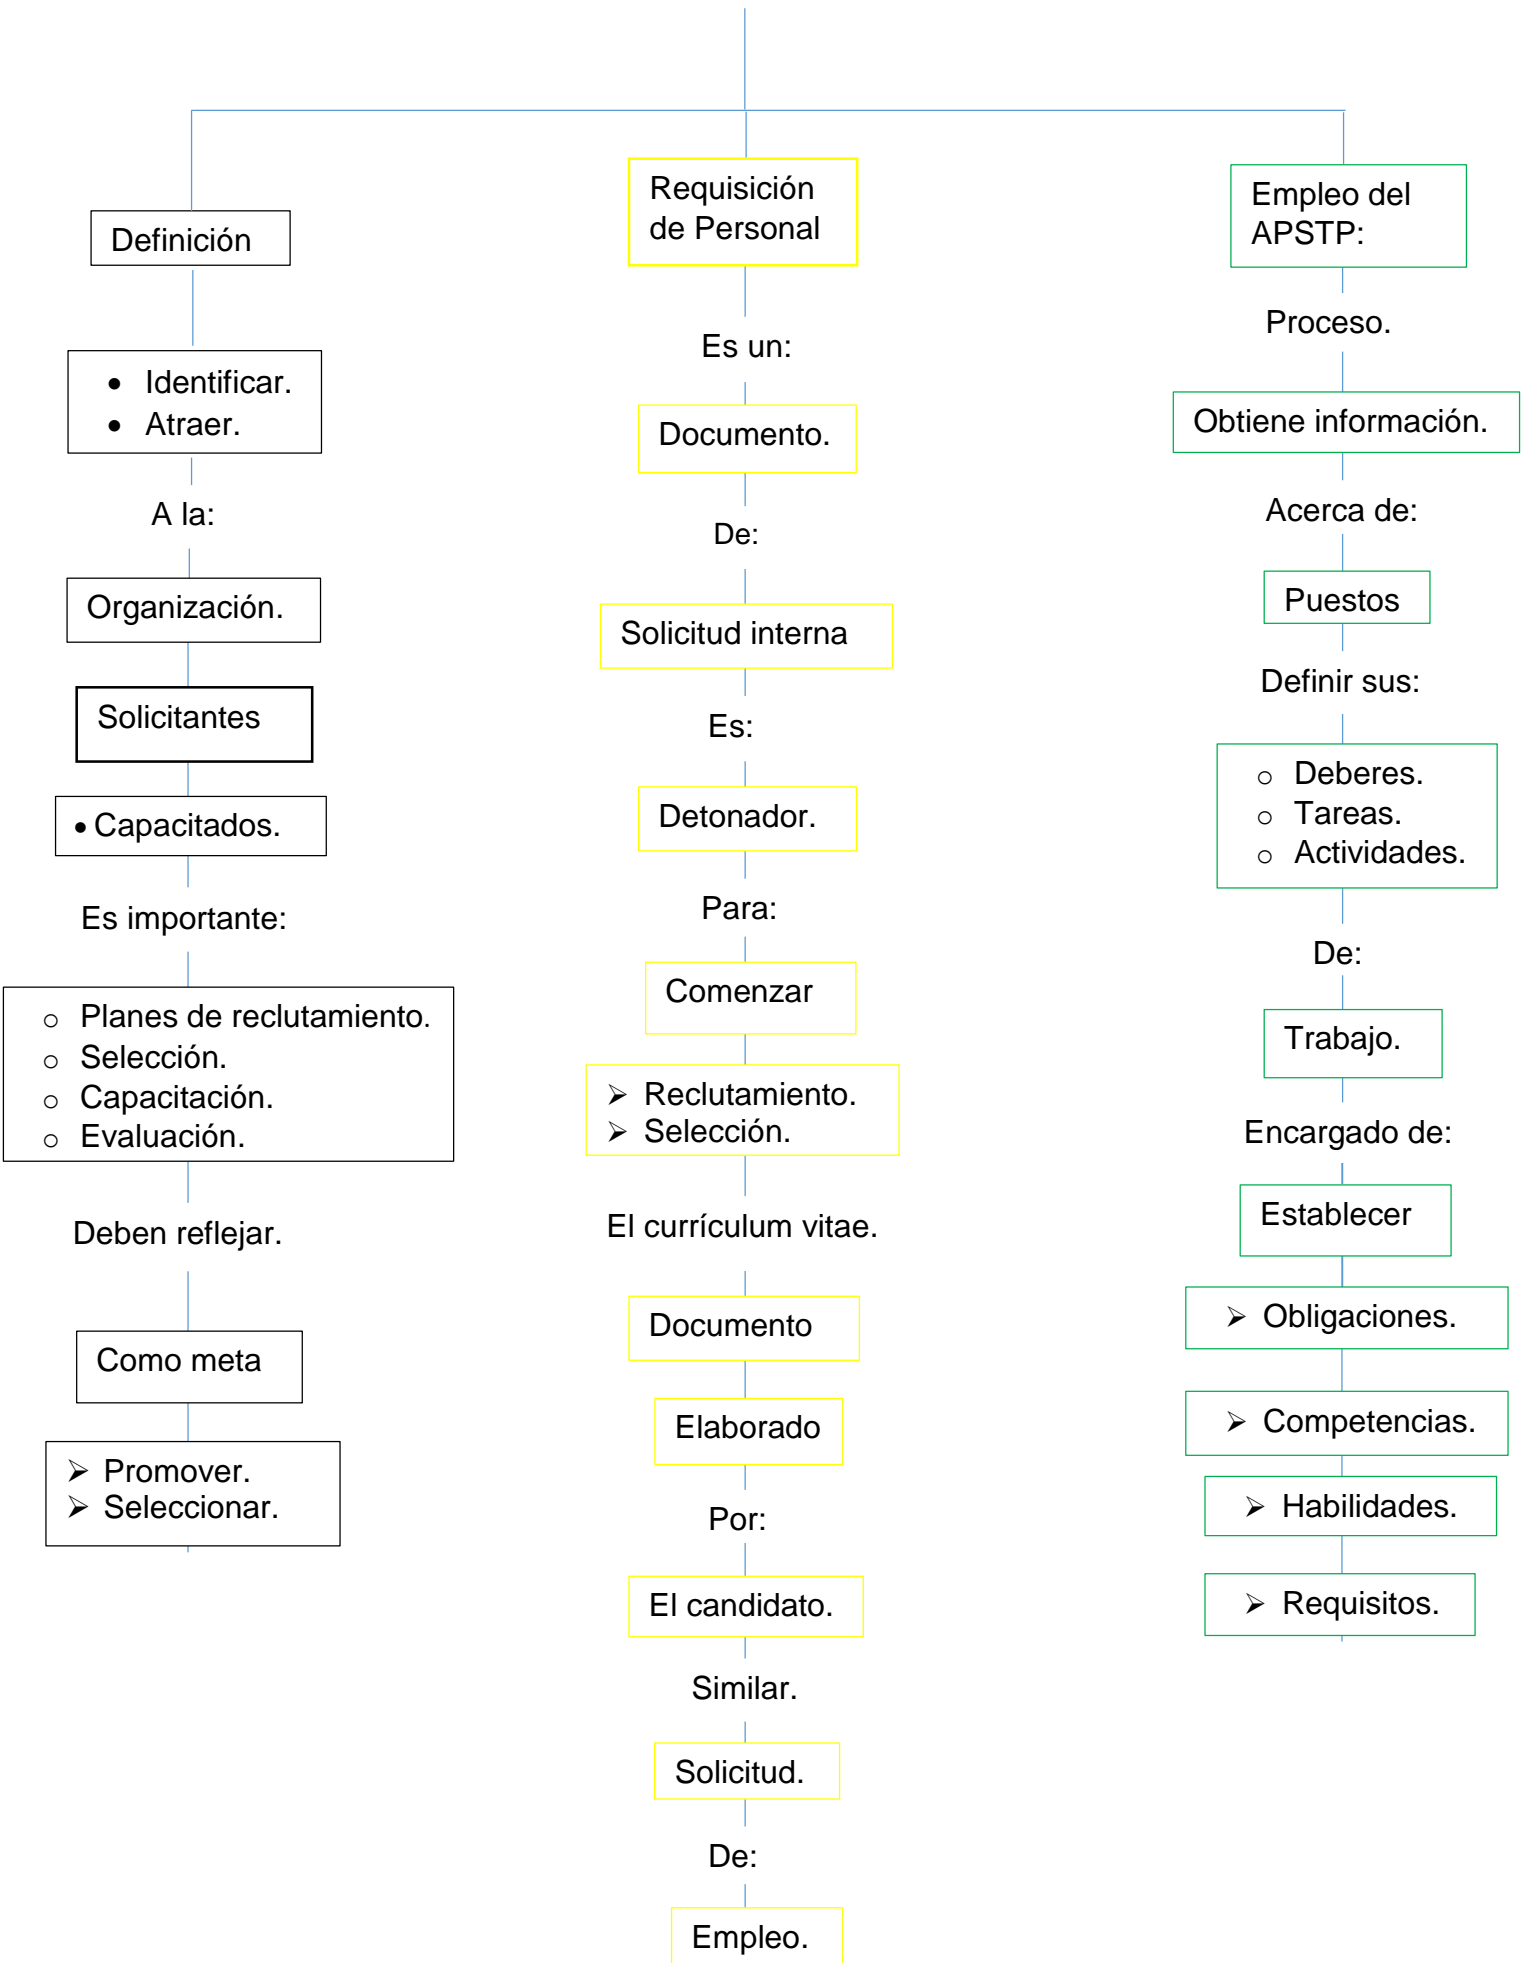 Definición
• Identificar.
• Atraer.
A la:
Organización.
Solicitantes
• Capacitados.
Es importante:
o Planes de reclutamiento.
o Selección.
o Capacitación.
o Evaluación.
Deben reflejar.
Como meta
➢ Promover.
➢ Seleccionar.
Requisición
de Personal
Es un:
Documento.
De:
Solicitud interna
Es:
Detonador.
Para:
Comenzar
➢ Reclutamiento.
➢ Selección.
El currículum vitae.
Documento
Elaborado
Por:
El candidato.
Similar.
Solicitud.
De:
Empleo.
Empleo del
APSTP:
Proceso.
Obtiene información.
Acerca de:
Puestos
Definir sus:
o Deberes.
o Tareas.
o Actividades.
De:
Trabajo.
Encargado de:
Establecer
➢ Obligaciones.
➢ Competencias.
➢ Habilidades.
➢ Requisitos.